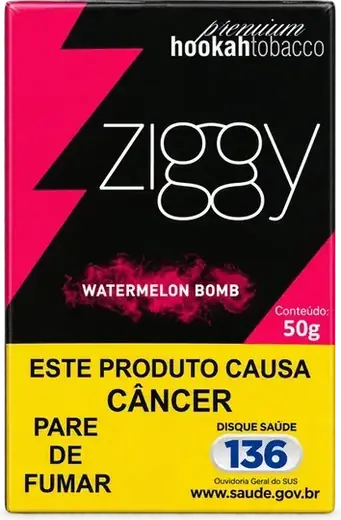 premium
hookahtobacco
ziggy
WATERMELON BOMB
Conteúdo:
50g
ESTE PRODUTO CAUSA
CÂNCER
PARE
DE
FUMAR
DISQUE SAÚDE
136
Ouvidoria Geral do SUS
www.saude.gov.br